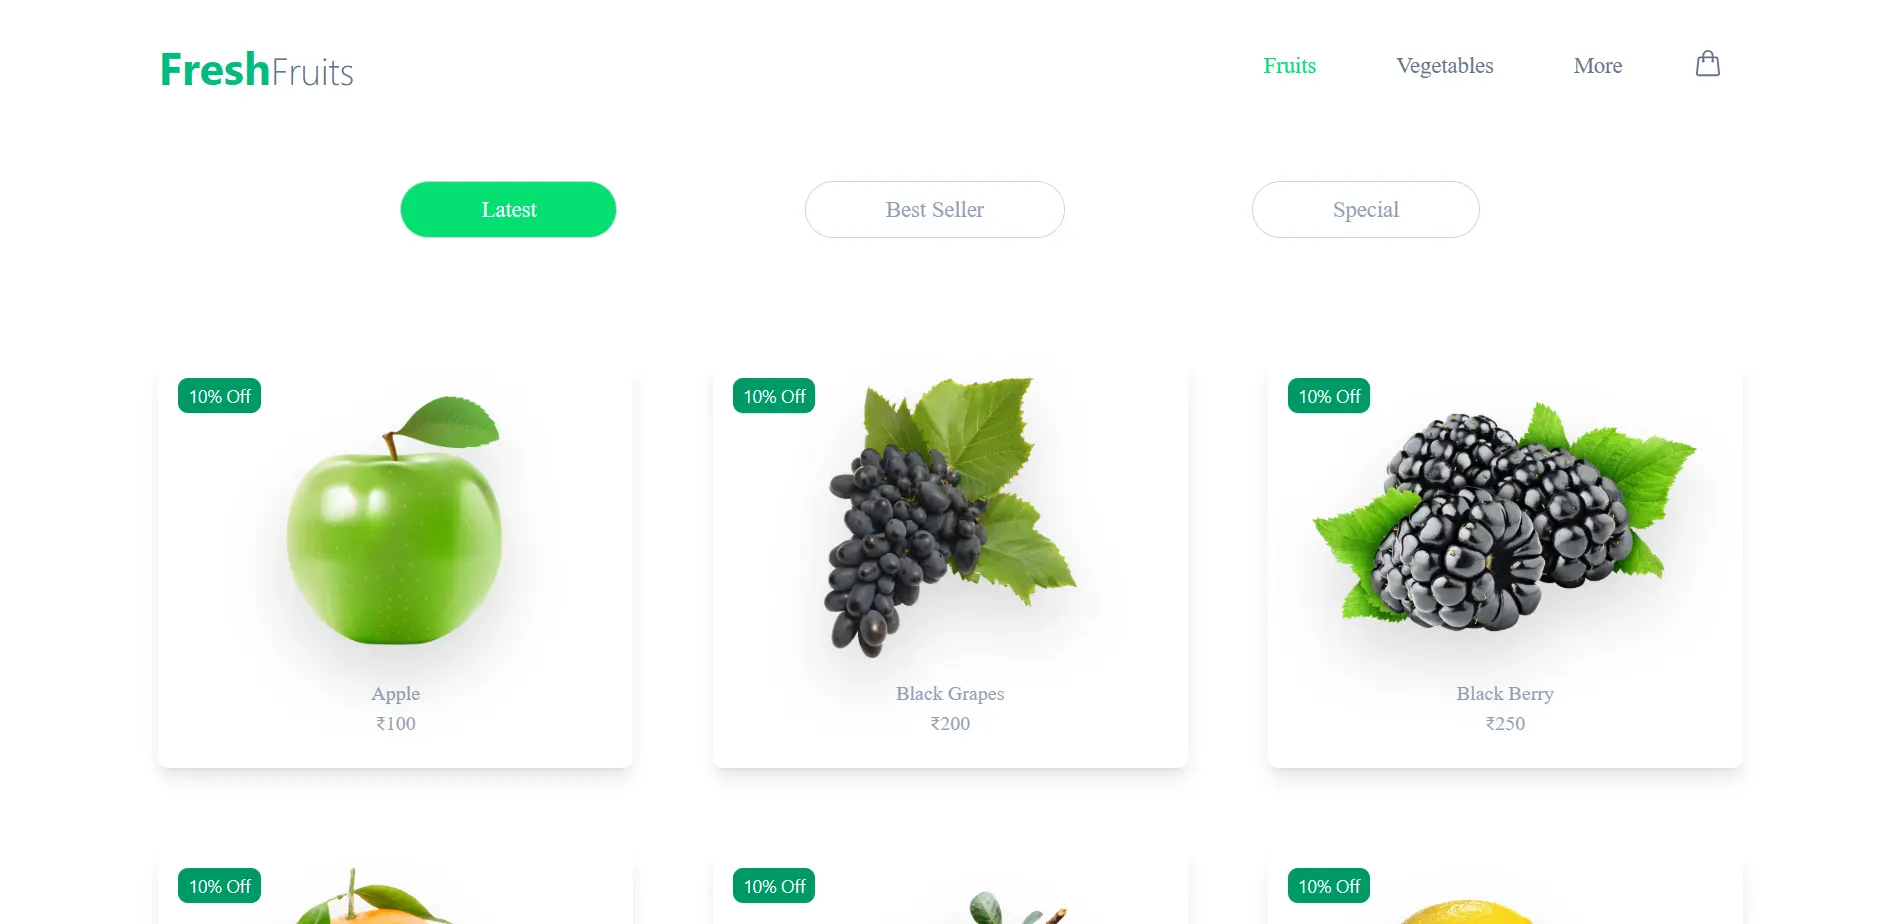 FreshFruits
Fruits Vegetables More
Latest Best Seller Special
10% Off 10% Off 10% Off
Apple Black Grapes Black Berry
₹100 ₹200 ₹250
10% Off 10% Off 10% Off